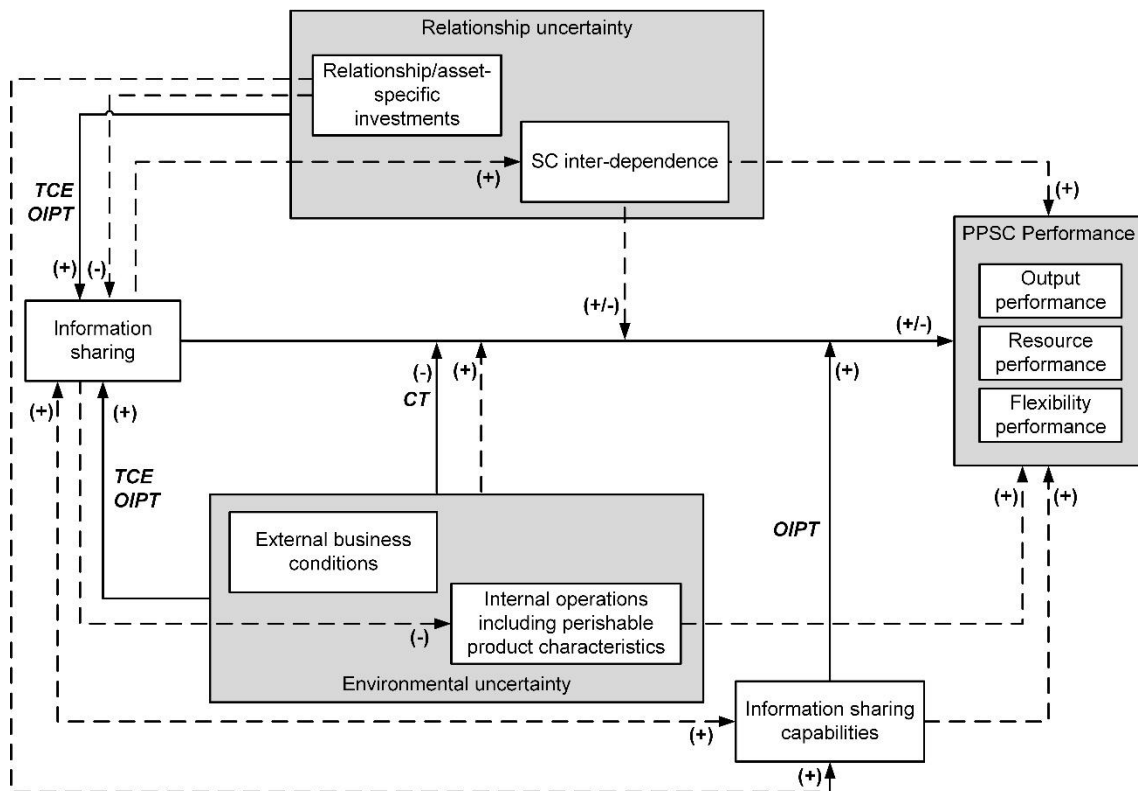 Relationship uncertainty
Relationship/asset-
specific
investments
SC inter-dependence
(+)
(+)
TCE
OIPT
(+)
(-)
PPSC Performance
Output
performance
Resource
performance
Flexibility
performance
Information
sharing
(+/-)
(+/-)
(-)
(+)
CT
(+)
(+)
(+)
TCE
OIPT
OIPT
(+)
(+)
External business
conditions
Internal operations
including perishable
product characteristics
(-)
Environmental uncertainty
Information sharing
capabilities
(+)
(+)